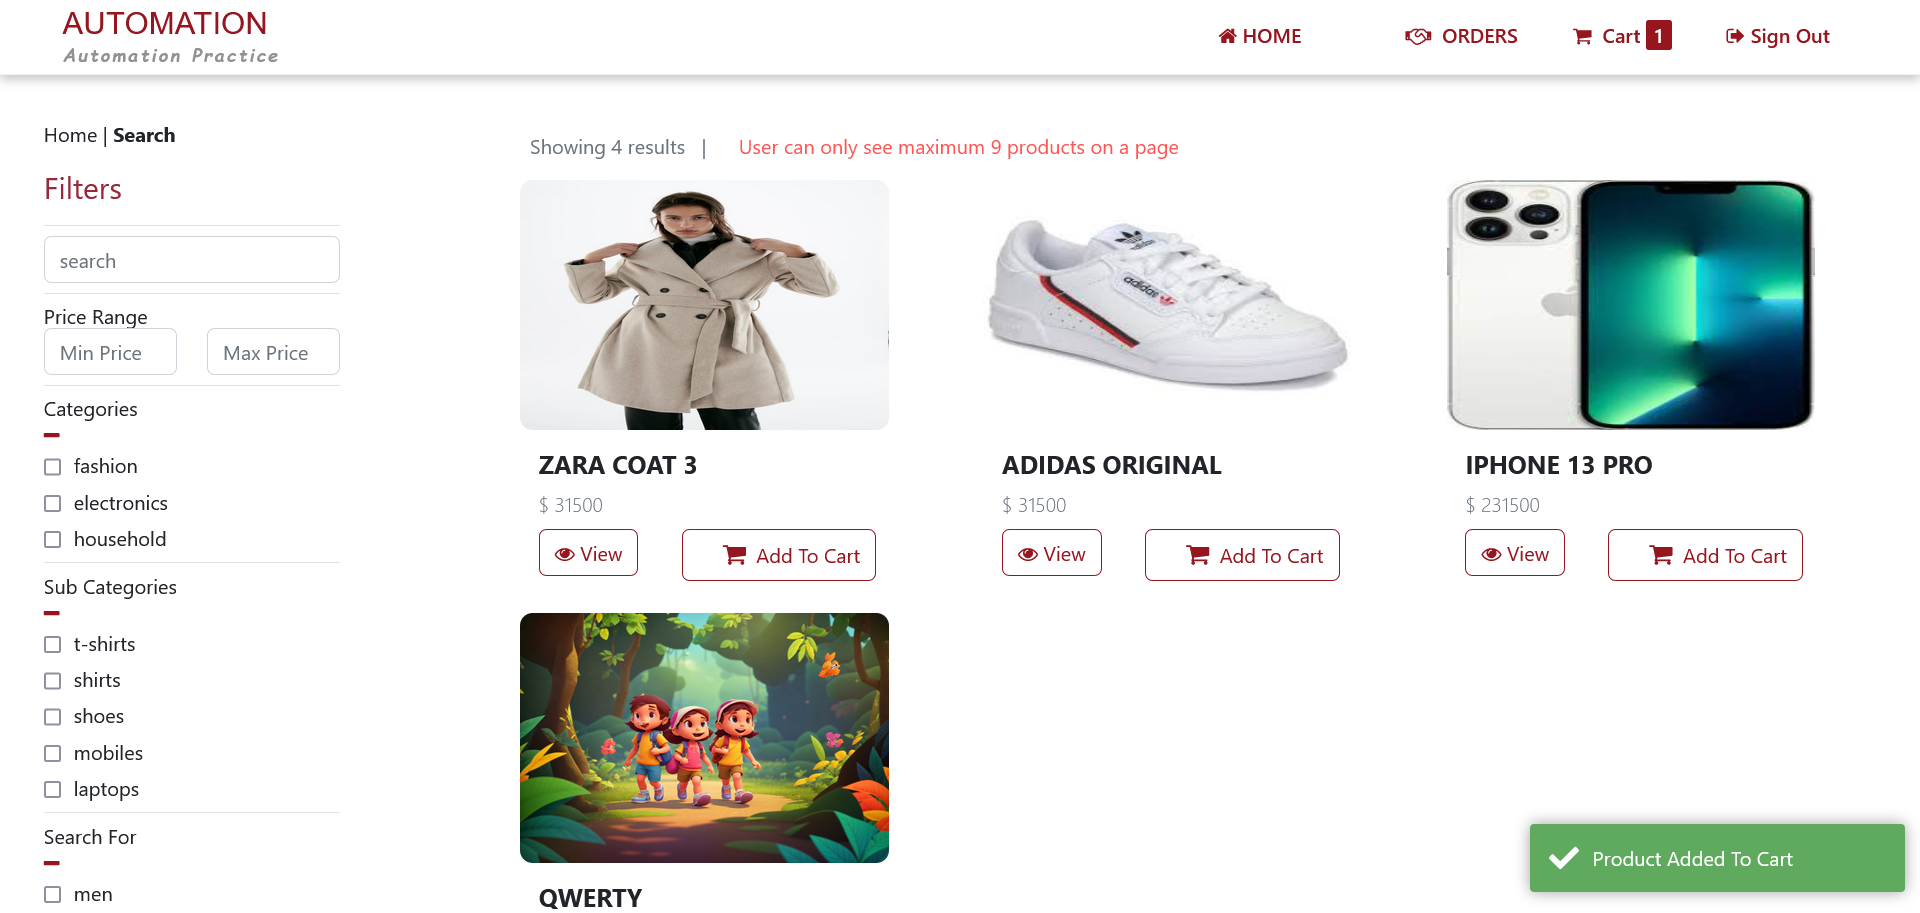 AUTOMATION
Automation Practice
HOME
ORDERS
Cart 1
Sign Out
Home | Search
Filters
search
Price Range
Min Price
Max Price
Categories
fashion
electronics
household
Sub Categories
t-shirts
shirts
shoes
mobiles
laptops
Search For
men
Showing 4 results |
User can only see maximum 9 products on a page
adidas
adidas
ZARA COAT 3
$ 31500
View
Add To Cart
ADIDAS ORIGINAL
$ 31500
View
Add To Cart
IPHONE 13 PRO
$ 231500
View
Add To Cart
QWERTY
Product Added To Cart